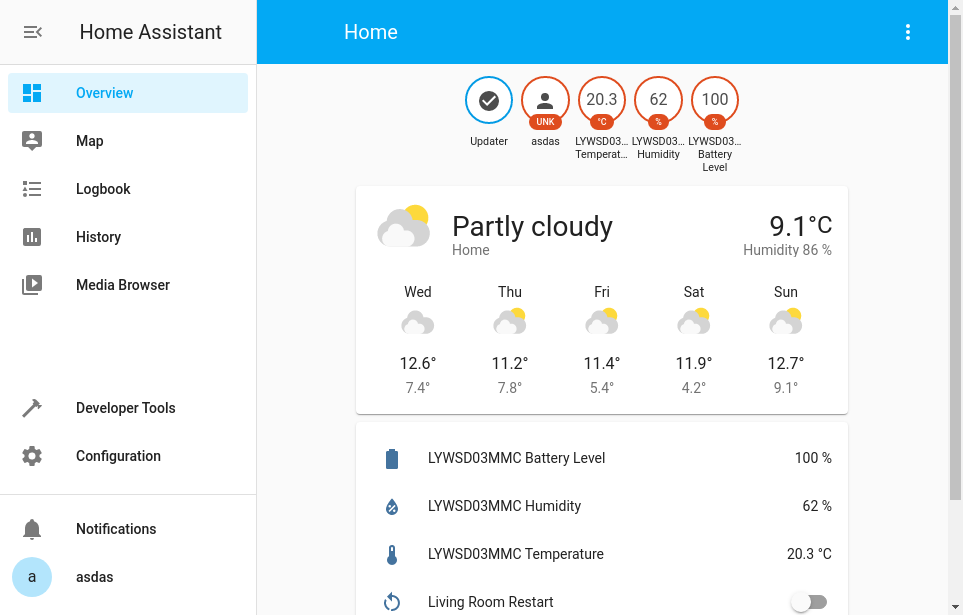 Home Assistant
Home
Overview
Map
Logbook
History
Media Browser
Developer Tools
Configuration
Notifications
a
asdas
Updater
UNK
asdas
20.3
°C
LYWSD03...
Temperat...
62
%
LYWSD03...
Humidity
100
%
LYWSD03...
Battery
Level
Partly cloudy
9.1°C
Home
Humidity 86 %
Wed Thu Fri Sat Sun
12.6° 11.2° 11.4° 11.9° 12.7°
7.4° 7.8° 5.4° 4.2° 9.1°
LYWSD03MMC Battery Level 100 %
LYWSD03MMC Humidity 62 %
LYWSD03MMC Temperature 20.3 °C
Living Room Restart